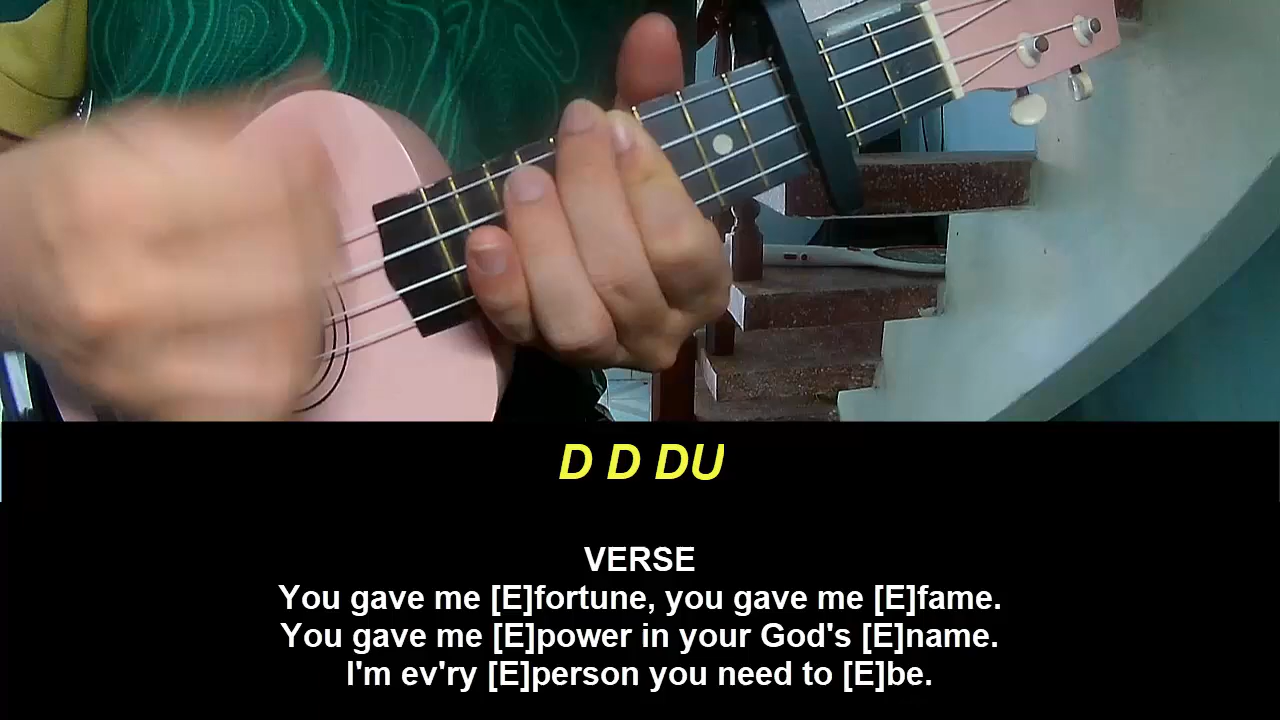 D D DU
VERSE
You gave me [E]fortune, you gave me [E]fame.
You gave me [E]power in your God's [E]name.
I'm ev'ry [E]person you need to [E]be.